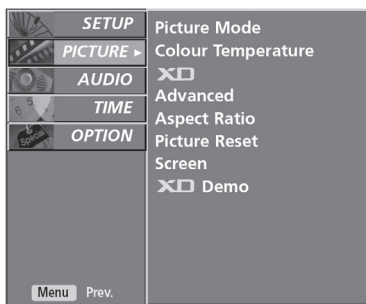 SETUP
PICTURE ►
AUDIO
TIME
OPTION
Picture Mode
Colour Temperature
XD
Advanced
Aspect Ratio
Picture Reset
Screen
XD Demo
Menu Prev.